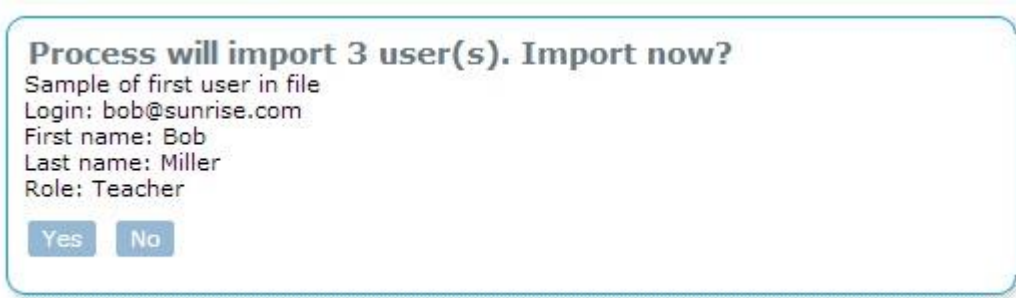 Process will import 3 user(s). Import now?
Sample of first user in file
Login: bob@sunrise.com
First name: Bob
Last name: Miller
Role: Teacher
Yes No